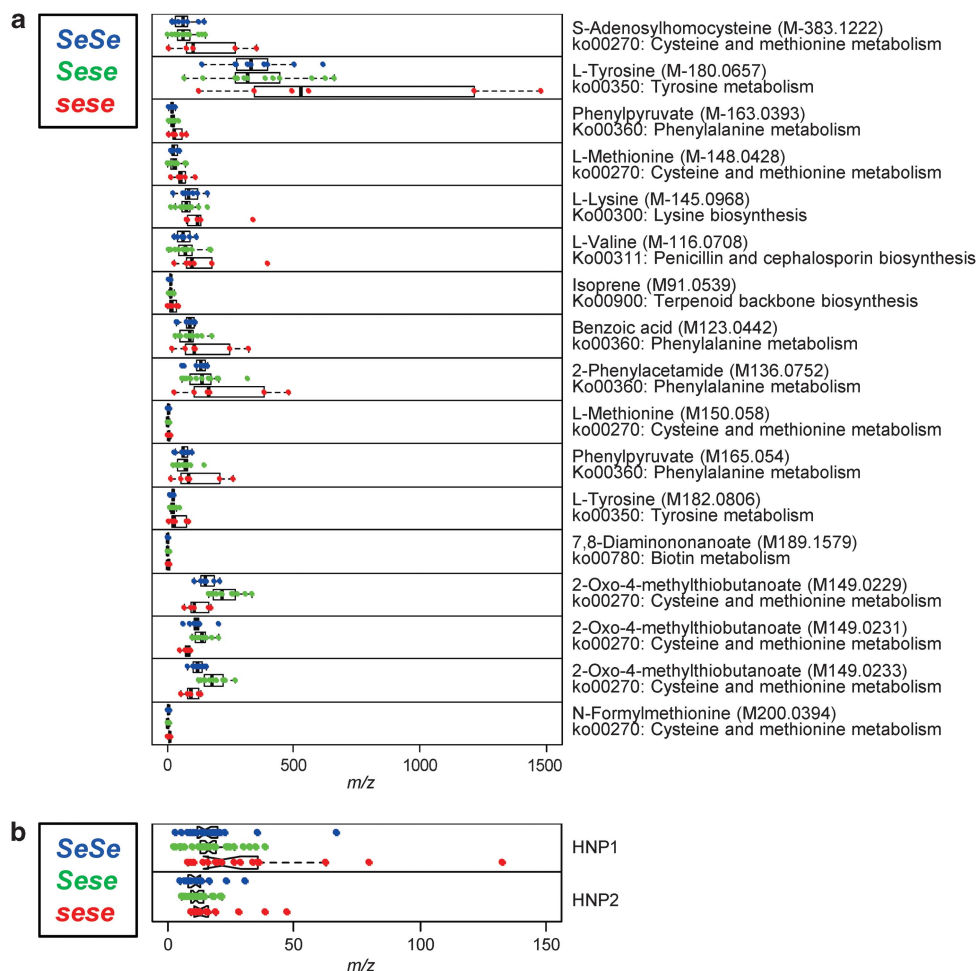 a
SeSe
Sese
sese
S-Adenosylhomocysteine (M-383.1222)
ko00270: Cysteine and methionine metabolism
L-Tyrosine (M-180.0657)
ko00350: Tyrosine metabolism
Phenylpyruvate (M-163.0393)
Ko00360: Phenylalanine metabolism
L-Methionine (M-148.0428)
ko00270: Cysteine and methionine metabolism
L-Lysine (M-145.0968)
Ko00300: Lysine biosynthesis
L-Valine (M-116.0708)
Ko00311: Penicillin and cephalosporin biosynthesis
Isoprene (M91.0539)
Ko00900: Terpenoid backbone biosynthesis
Benzoic acid (M123.0442)
ko00360: Phenylalanine metabolism
2-Phenylacetamide (M136.0752)
Ko00360: Phenylalanine metabolism
L-Methionine (M150.058)
ko00270: Cysteine and methionine metabolism
Phenylpyruvate (M165.054)
Ko00360: Phenylalanine metabolism
L-Tyrosine (M182.0806)
ko00350: Tyrosine metabolism
7,8-Diaminononanoate (M189.1579)
ko00780: Biotin metabolism
2-Oxo-4-methylthiobutanoate (M149.0229)
ko00270: Cysteine and methionine metabolism
2-Oxo-4-methylthiobutanoate (M149.0231)
ko00270: Cysteine and methionine metabolism
2-Oxo-4-methylthiobutanoate (M149.0233)
ko00270: Cysteine and methionine metabolism
N-Formylmethionine (M200.0394)
ko00270: Cysteine and methionine metabolism
0 500 1000 1500
m/z
b
SeSe
Sese
sese
HNP1
HNP2
0 50 100 150
m/z